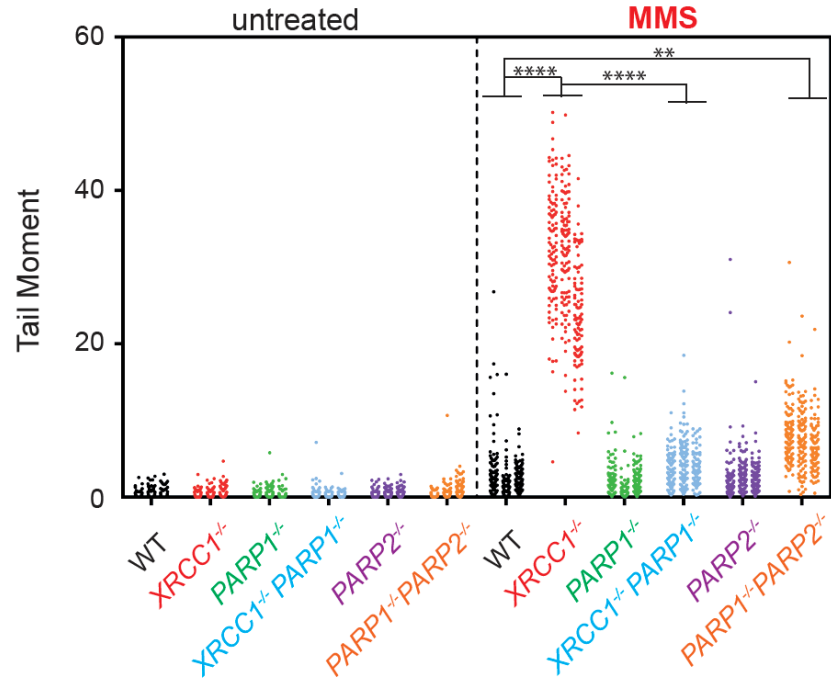 untreated MMS
60
**
**** ****
40
Tail Moment
20
0
WT XRCC1-/- PARP1-/- XRCC1-/- PARP1-/- PARP2-/- PARP1-/-PARP2-/- WT XRCC1-/- PARP1-/- XRCC1-/- PARP1-/- PARP2-/- PARP1-/-PARP2-/-